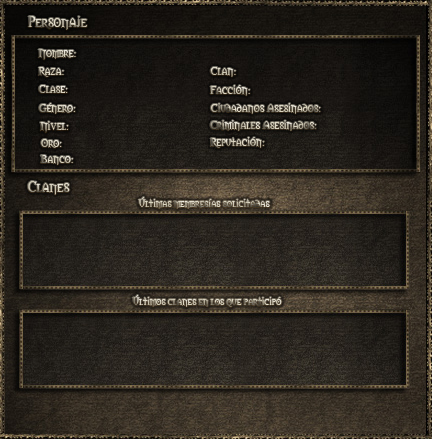 Personaje
Nombre:
Raza:
Clan:
Clase:
Facción:
Género:
Ciudadanos Asesinados:
Nivel:
Criminales Asesinados:
Oro:
Reputación:
Banco:
Clanes
Últimas membresías solicitadas
Últimos clanes en los que participó